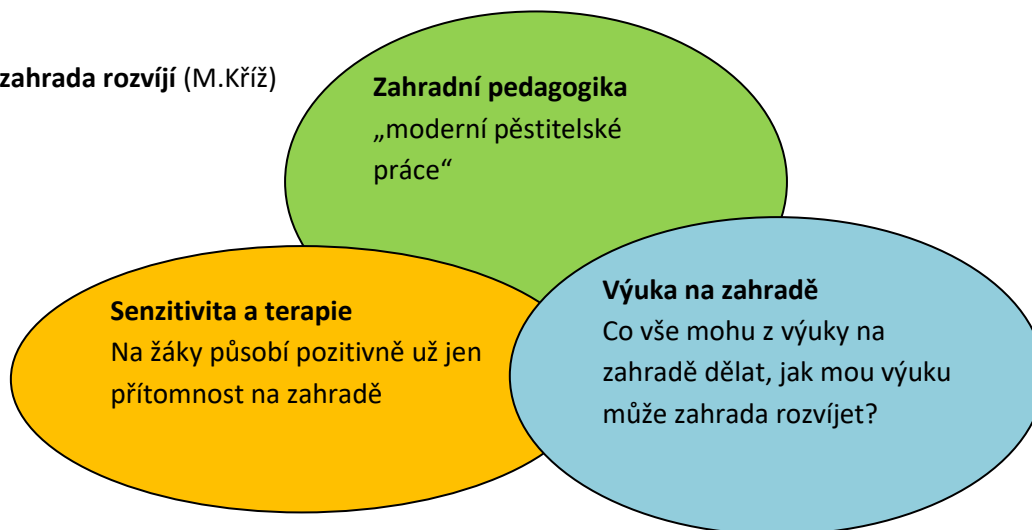 zahrada rozvíjí (M.Kříž)
Zahradní pedagogika
„moderní pěstitelské
práce“
Senzitivita a terapie
Na žáky působí pozitivně už jen
přítomnost na zahradě
Výuka na zahradě
Co vše mohu z výuky na
zahradě dělat, jak mou výuku
může zahrada rozvíjet?